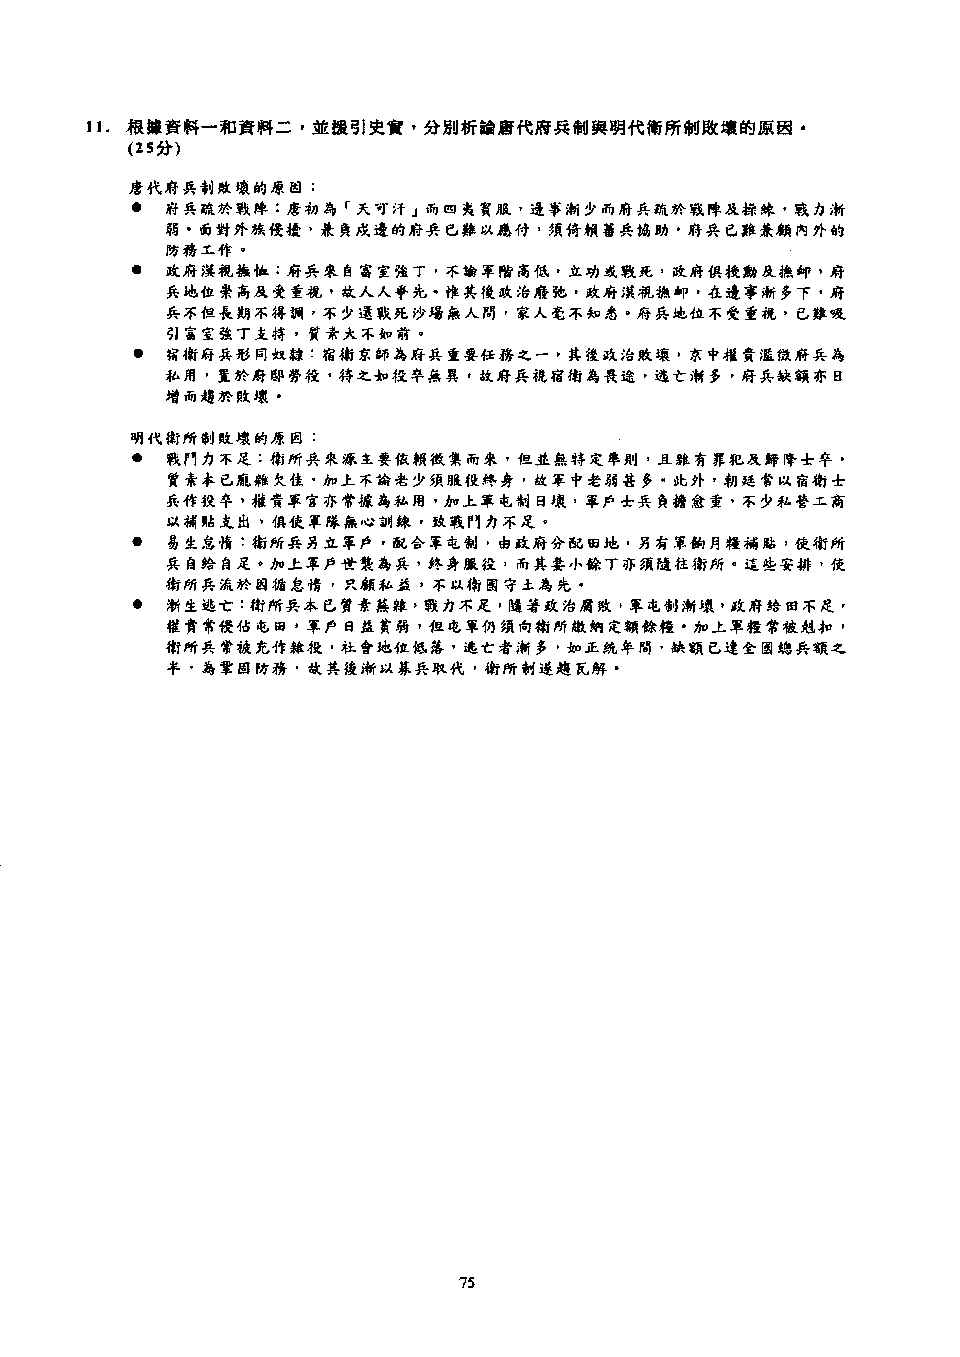 11. 根據資料一和資料二，並援引史實，分別析論唐代府兵制與明代衛所制敗壞的原因。
(25分)
唐代府兵制敗壞的原因：
● 府兵疏於戰陣：唐初為「天可汗」而四夷賓服，邊事漸少而府兵疏於戰陣及操練，戰力漸
弱。面對外族侵擾，兼負戍邊的府兵已難以應付，須倚賴蕃兵協助。府兵已難兼顧內外的
防務工作。
● 政府漠視撫恤：府兵來自富室強丁，不論軍階高低，立功或戰死，政府俱授勳及撫卹，府
兵地位崇高及受重視，故人人爭先。惟其後政治廢弛，政府漠視撫卹，在邊事漸多下，府
兵不但長期不得調，不少還戰死沙場無人問，家人毫不知悉。府兵地位不受重視，已難吸
引富室強丁支持，質素大不如前。
● 宿衛府兵形同奴隸：宿衛京師為府兵重要任務之一，其後政治敗壞，京中權貴濫徵府兵為
私用，置於府邸勞役，待之如役卒無異，故府兵視宿衛為畏途，逃亡漸多，府兵缺額亦日
增而趨於敗壞。
明代衛所制敗壞的原因：
● 戰鬥力不足：衛所兵來源主要依賴徵集而來，但並無特定準則，且雖有罪犯及歸降士卒，
質素本已龐雜欠佳，加上不論老少須服役終身，故軍中老弱甚多。此外，朝廷常以宿衛士
兵作役卒，權貴軍官亦常據為私用，加上軍屯制日壞，軍戶士兵負擔愈重，不少私營工商
以補貼支出，俱使軍隊無心訓練，致戰鬥力不足。
● 易生怠惰：衛所兵另立軍戶，配合軍屯制，由政府分配田地，另有軍餉月糧補貼，使衛所
兵自給自足。加上軍戶世襲為兵，終身服役，而其妻小餘丁亦須隨往衛所。這些安排，使
衛所兵流於因循怠惰，只顧私益，不以衛國守土為先。
● 漸生逃亡：衛所兵本已質素蕪雜，戰力不足，隨著政治腐敗，軍屯制漸壞，政府給田不足，
權貴常侵佔屯田，軍戶日益貧弱，但屯軍仍須向衛所繳納定額餘糧。加上軍糧常被剋扣，
衛所兵常被充作雜役，社會地位低落，逃亡者漸多，如正統年間，缺額已達全國總兵額之
半，為鞏固防務，故其後漸以募兵取代，衛所制遂趨瓦解。
75